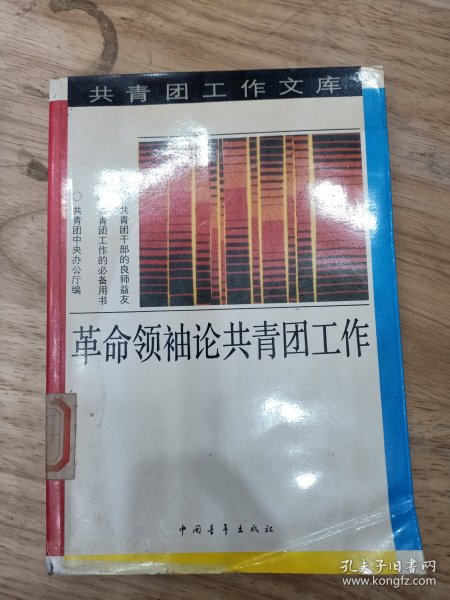 共青团工作文库
共青团干部的良师益友
共青团工作的必备用书
○共青团中央办公厅编
革命领袖论共青团工作
中国青年出版社
孔夫子旧书网
www.kongfz.com